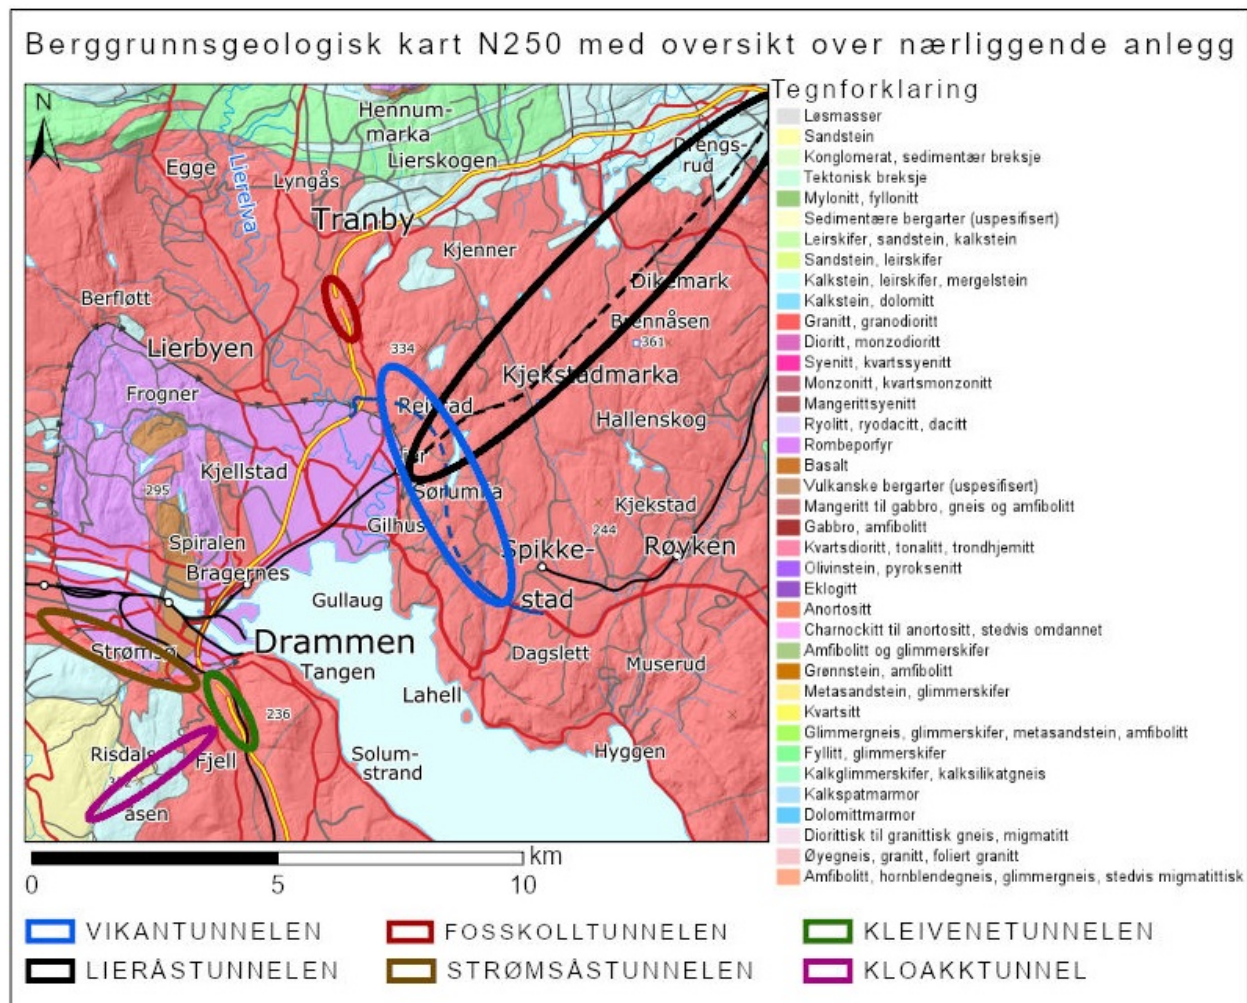 Berggrunnsgeologisk kart N250 med oversikt over nærliggende anlegg
N
Hennum-
marka
Lierskogen
Egge
Lierelva
Lyngås
Tranby
Kjenner
Drengs-
rud
Dikemark
Berfløtt
Brennåsen
361
334
Lierbyen
Kjekstadmarka
Frogner
Reistad
Hallenskog
Kjellstad
295
Sørumlia
Kjekstad
Gilhus
244
Spiralen
Spikke-
stad
Røyken
Bragernes
Gullaug
Drammen
Strømsø
Tangen
Dagslett
Muserud
Lahell
236
Risdals
åsen
Fjell
Solum-
strand
Hyggen
km
0
5
10
Tegnforklaring
Løsmasser
Sandstein
Konglomerat, sedimentær breksje
Tektonisk breksje
Mylonitt, fyllonitt
Sedimentære bergarter (uspesifisert)
Leirskifer, sandstein, kalkstein
Sandstein, leirskifer
Kalkstein, leirskifer, mergelstein
Kalkstein, dolomitt
Granitt, granodioritt
Dioritt, monzodioritt
Syenitt, kvartssyenitt
Monzonitt, kvartsmonzonitt
Mangerittsyenitt
Ryolitt, ryodacitt, dacitt
Rombeporfyr
Basalt
Vulkanske bergarter (uspesifisert)
Mangeritt til gabbro, gneis og amfibolitt
Gabbro, amfibolitt
Kvartsdioritt, tonalitt, trondhjemitt
Olivinstein, pyroksenitt
Eklogitt
Anortositt
Charnockitt til anortositt, stedvis omdannet
Amfibolitt og glimmerskifer
Grønnstein, amfibolitt
Metasandstein, glimmerskifer
Kvartsitt
Glimmergneis, glimmerskifer, metasandstein, amfibolitt
Fyllitt, glimmerskifer
Kalkglimmerskifer, kalksilikatgneis
Kalkspatmarmor
Dolomittmarmor
Diorittisk til granittisk gneis, migmatitt
Øyegneis, granitt, foliert granitt
Amfibolitt, hornblendegneis, glimmergneis, stedvis migmatittisk
VIKANTUNNELEN
FOSSKOLLTUNNELEN
KLEIVENETUNNELEN
LIERÅSTUNNELEN
STRØMSÅSTUNNELEN
KLOAKKTUNNEL